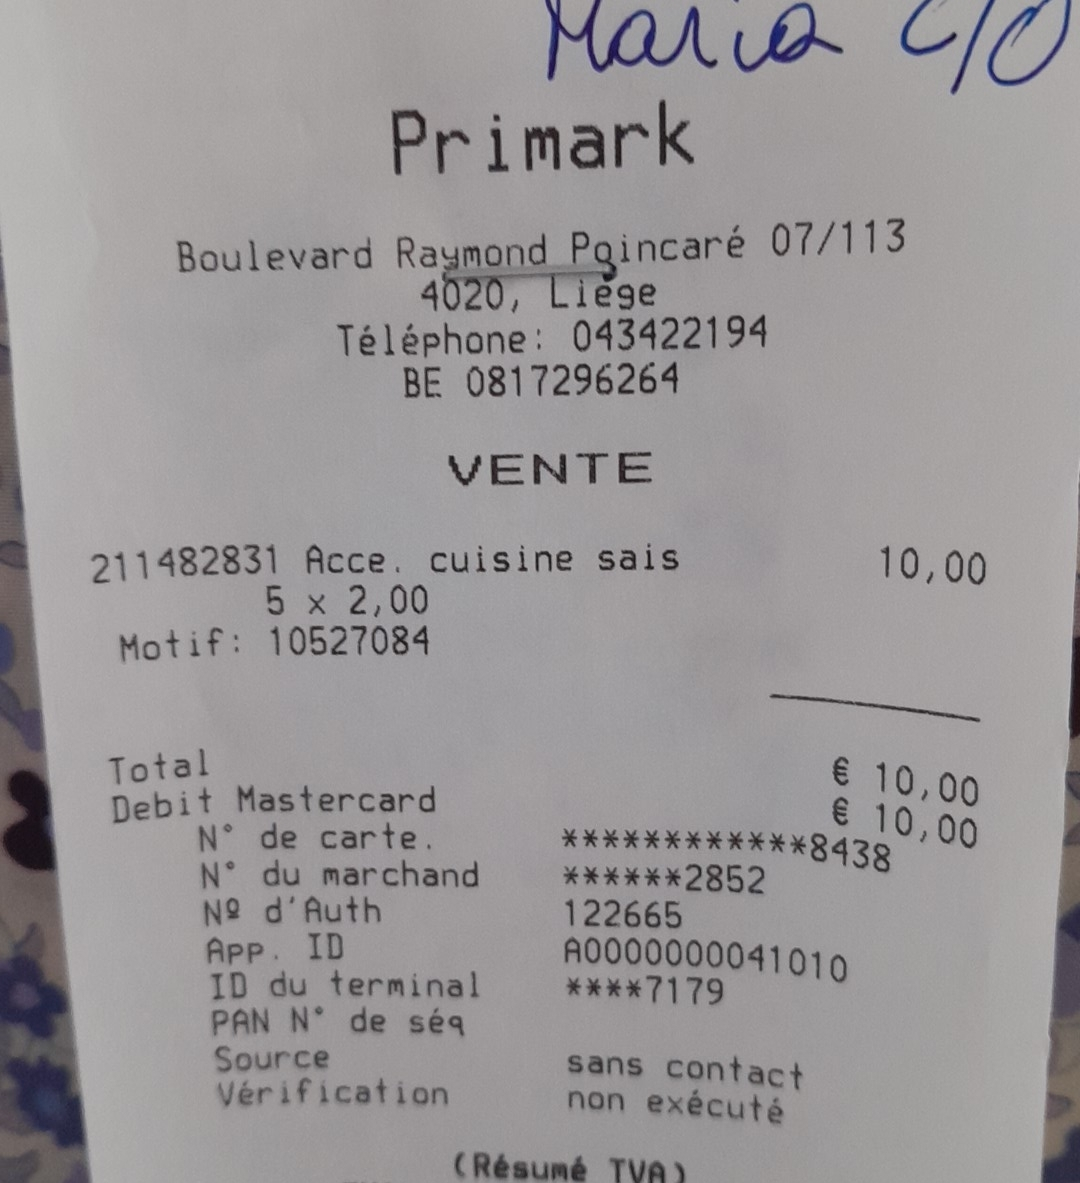 Maria C/O
Primark
Boulevard Raymond Poincaré 07/113
4020, Liège
Téléphone: 043422194
BE 0817296264
VENTE
211482831 Acce. cuisine sais 10,00
5 x 2,00
Motif: 10527084
Total € 10,00
Debit Mastercard € 10,00
N° de carte. ************8438
N° du marchand ******2852
Nº d'Auth 122665
App. ID A0000000041010
ID du terminal ****7179
PAN N° de séq
Source sans contact
Vérification non exécuté
(Résumé TVA)